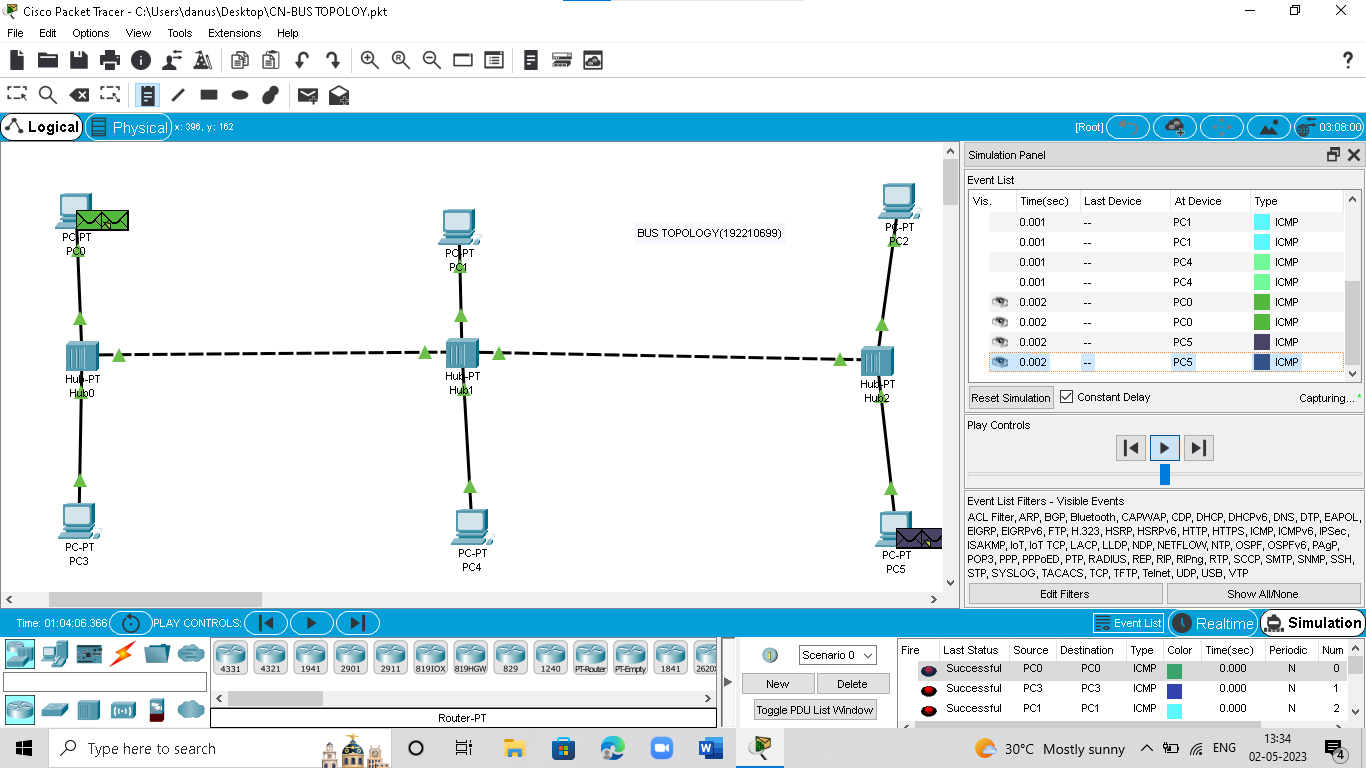 Cisco Packet Tracer - C:\Users\danus\Desktop\CN-BUS TOPOLOY.pkt
File Edit Options View Tools Extensions Help
?
Logical Physical x: 396, y: 162 [Root] 03:08:00
PC-PT
PC0
PC-PT
PC1
BUS TOPOLOGY(192210699)
PC-PT
PC2
Hub-PT
Hub0
Hub-PT
Hub1
Hub-PT
Hub2
PC-PT
PC3
PC-PT
PC4
PC-PT
PC5
Simulation Panel
Event List
Vis. Time(sec) Last Device At Device Type
0.001 -- PC1 ICMP
0.001 -- PC1 ICMP
0.001 -- PC4 ICMP
0.001 -- PC4 ICMP
0.002 -- PC0 ICMP
0.002 -- PC0 ICMP
0.002 -- PC5 ICMP
0.002 -- PC5 ICMP
Reset Simulation Constant Delay Capturing... *
Play Controls
Event List Filters - Visible Events
ACL Filter, ARP, BGP, Bluetooth, CAPWAP, CDP, DHCP, DHCPv6, DNS, DTP, EAPOL,
EIGRP, EIGRPv6, FTP, H.323, HSRP, HSRPv6, HTTP, HTTPS, ICMP, ICMPv6, IPSec,
ISAKMP, IoT, IoT TCP, LACP, LLDP, NDP, NETFLOW, NTP, OSPF, OSPFv6, PAgP,
POP3, PPP, PPPoED, PTP, RADIUS, REP, RIP, RIPng, RTP, SCCP, SMTP, SNMP, SSH,
STP, SYSLOG, TACACS, TCP, TFTP, Telnet, UDP, USB, VTP
Edit Filters Show All/None
Time: 01:04:06.366 PLAY CONTROLS: Event List Realtime Simulation
4331 4321 1941 2901 2911 819IOX 819HGW 829 1240 PT-Router PT-Empty 1841 2620X
Router-PT
Scenario 0
New Delete
Toggle PDU List Window
Fire Last Status Source Destination Type Color Time(sec) Periodic Num
Successful PC0 PC0 ICMP 0.000 N 0
Successful PC3 PC3 ICMP 0.000 N 1
Successful PC1 PC1 ICMP 0.000 N 2
Type here to search
30°C Mostly sunny ENG 13:34
02-05-2023 4